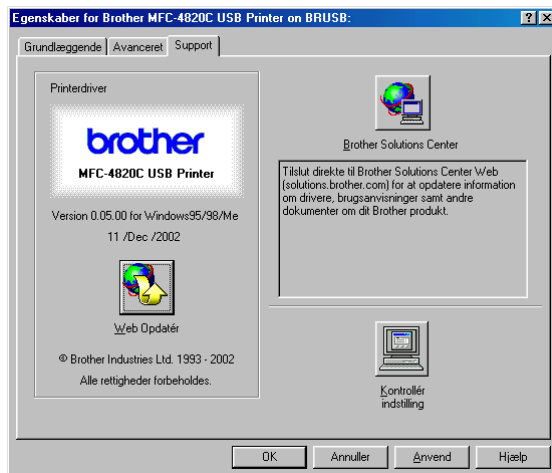 Egenskaber for Brother MFC-4820C USB Printer on BRUSB:
Grundlæggende
Avanceret
Support
Printerdriver
brother
MFC-4820C USB Printer
Version 0.05.00 for Windows95/98/Me
11 /Dec /2002
Web Opdatér
© Brother Industries Ltd. 1993 - 2002
Alle rettigheder forbeholdes.
Brother Solutions Center
Tilslut direkte til Brother Solutions Center Web
(solutions.brother.com) for at opdatere information
om drivere, brugsanvisninger samt andre
dokumenter om dit Brother produkt.
Kontrollér
indstilling
OK
Annuller
Anvend
Hjælp